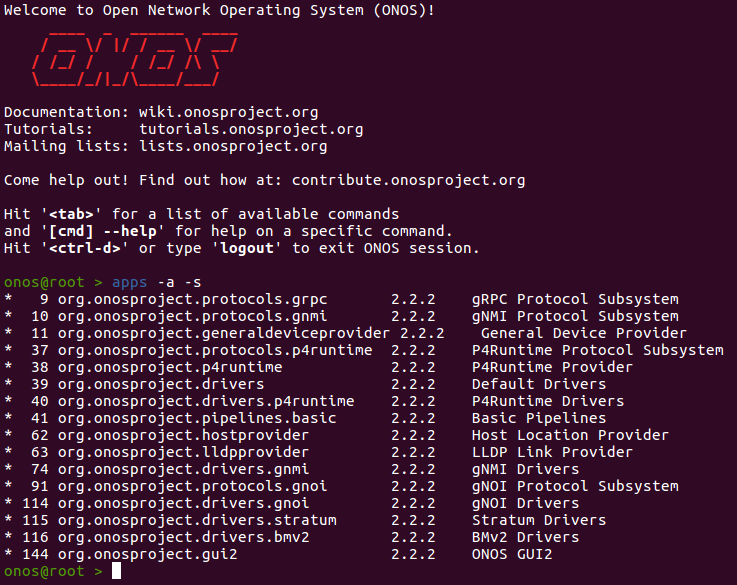 Welcome to Open Network Operating System (ONOS)!
     ____  _  ______  ____
    / __ \/ |/ / __ \/ __/
   / /_/ /    / /_/ /\ \
   \____/_/|_/\____/___/
Documentation: wiki.onosproject.org
Tutorials:     tutorials.onosproject.org
Mailing lists: lists.onosproject.org
Come help out! Find out how at: contribute.onosproject.org
Hit '<tab>' for a list of available commands
and '[cmd] --help' for help on a specific command.
Hit '<ctrl-d>' or type 'logout' to exit ONOS session.
onos@root > apps -a -s
*   9 org.onosproject.protocols.grpc       2.2.2    gRPC Protocol Subsystem
*  10 org.onosproject.protocols.gnmi       2.2.2    gNMI Protocol Subsystem
*  11 org.onosproject.generaldeviceprovider 2.2.2    General Device Provider
*  37 org.onosproject.protocols.p4runtime  2.2.2    P4Runtime Protocol Subsystem
*  38 org.onosproject.p4runtime            2.2.2    P4Runtime Provider
*  39 org.onosproject.drivers              2.2.2    Default Drivers
*  40 org.onosproject.drivers.p4runtime    2.2.2    P4Runtime Drivers
*  41 org.onosproject.pipelines.basic      2.2.2    Basic Pipelines
*  62 org.onosproject.hostprovider         2.2.2    Host Location Provider
*  63 org.onosproject.lldpprovider         2.2.2    LLDP Link Provider
*  74 org.onosproject.drivers.gnmi         2.2.2    gNMI Drivers
*  91 org.onosproject.protocols.gnoi       2.2.2    gNOI Protocol Subsystem
* 114 org.onosproject.drivers.gnoi         2.2.2    gNOI Drivers
* 115 org.onosproject.drivers.stratum      2.2.2    Stratum Drivers
* 116 org.onosproject.drivers.bmv2         2.2.2    BMv2 Drivers
* 144 org.onosproject.gui2                 2.2.2    ONOS GUI2
onos@root >